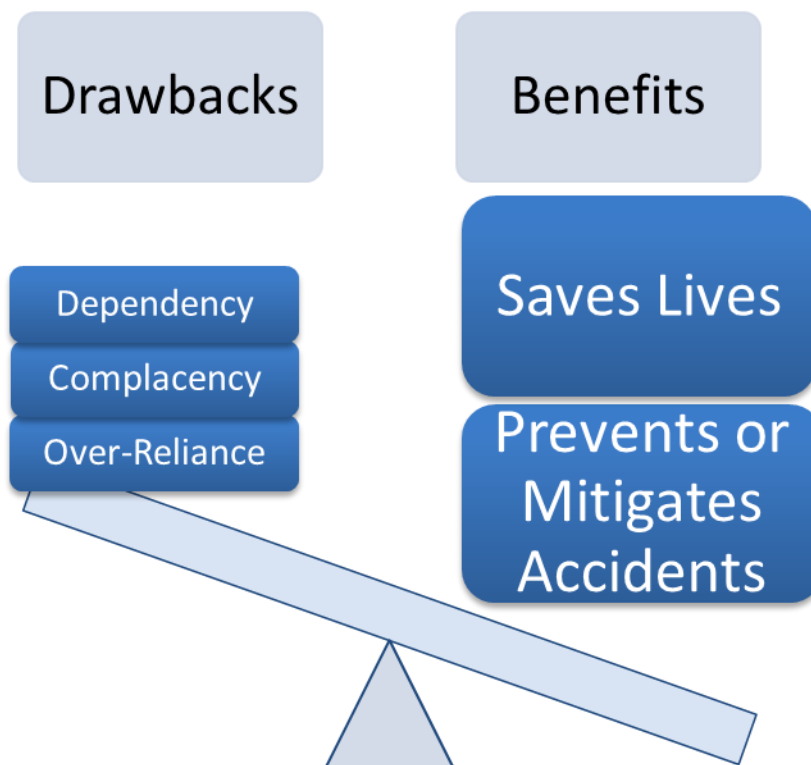 Drawbacks
Benefits
Dependency
Complacency
Over-Reliance
Saves Lives
Prevents or
Mitigates
Accidents